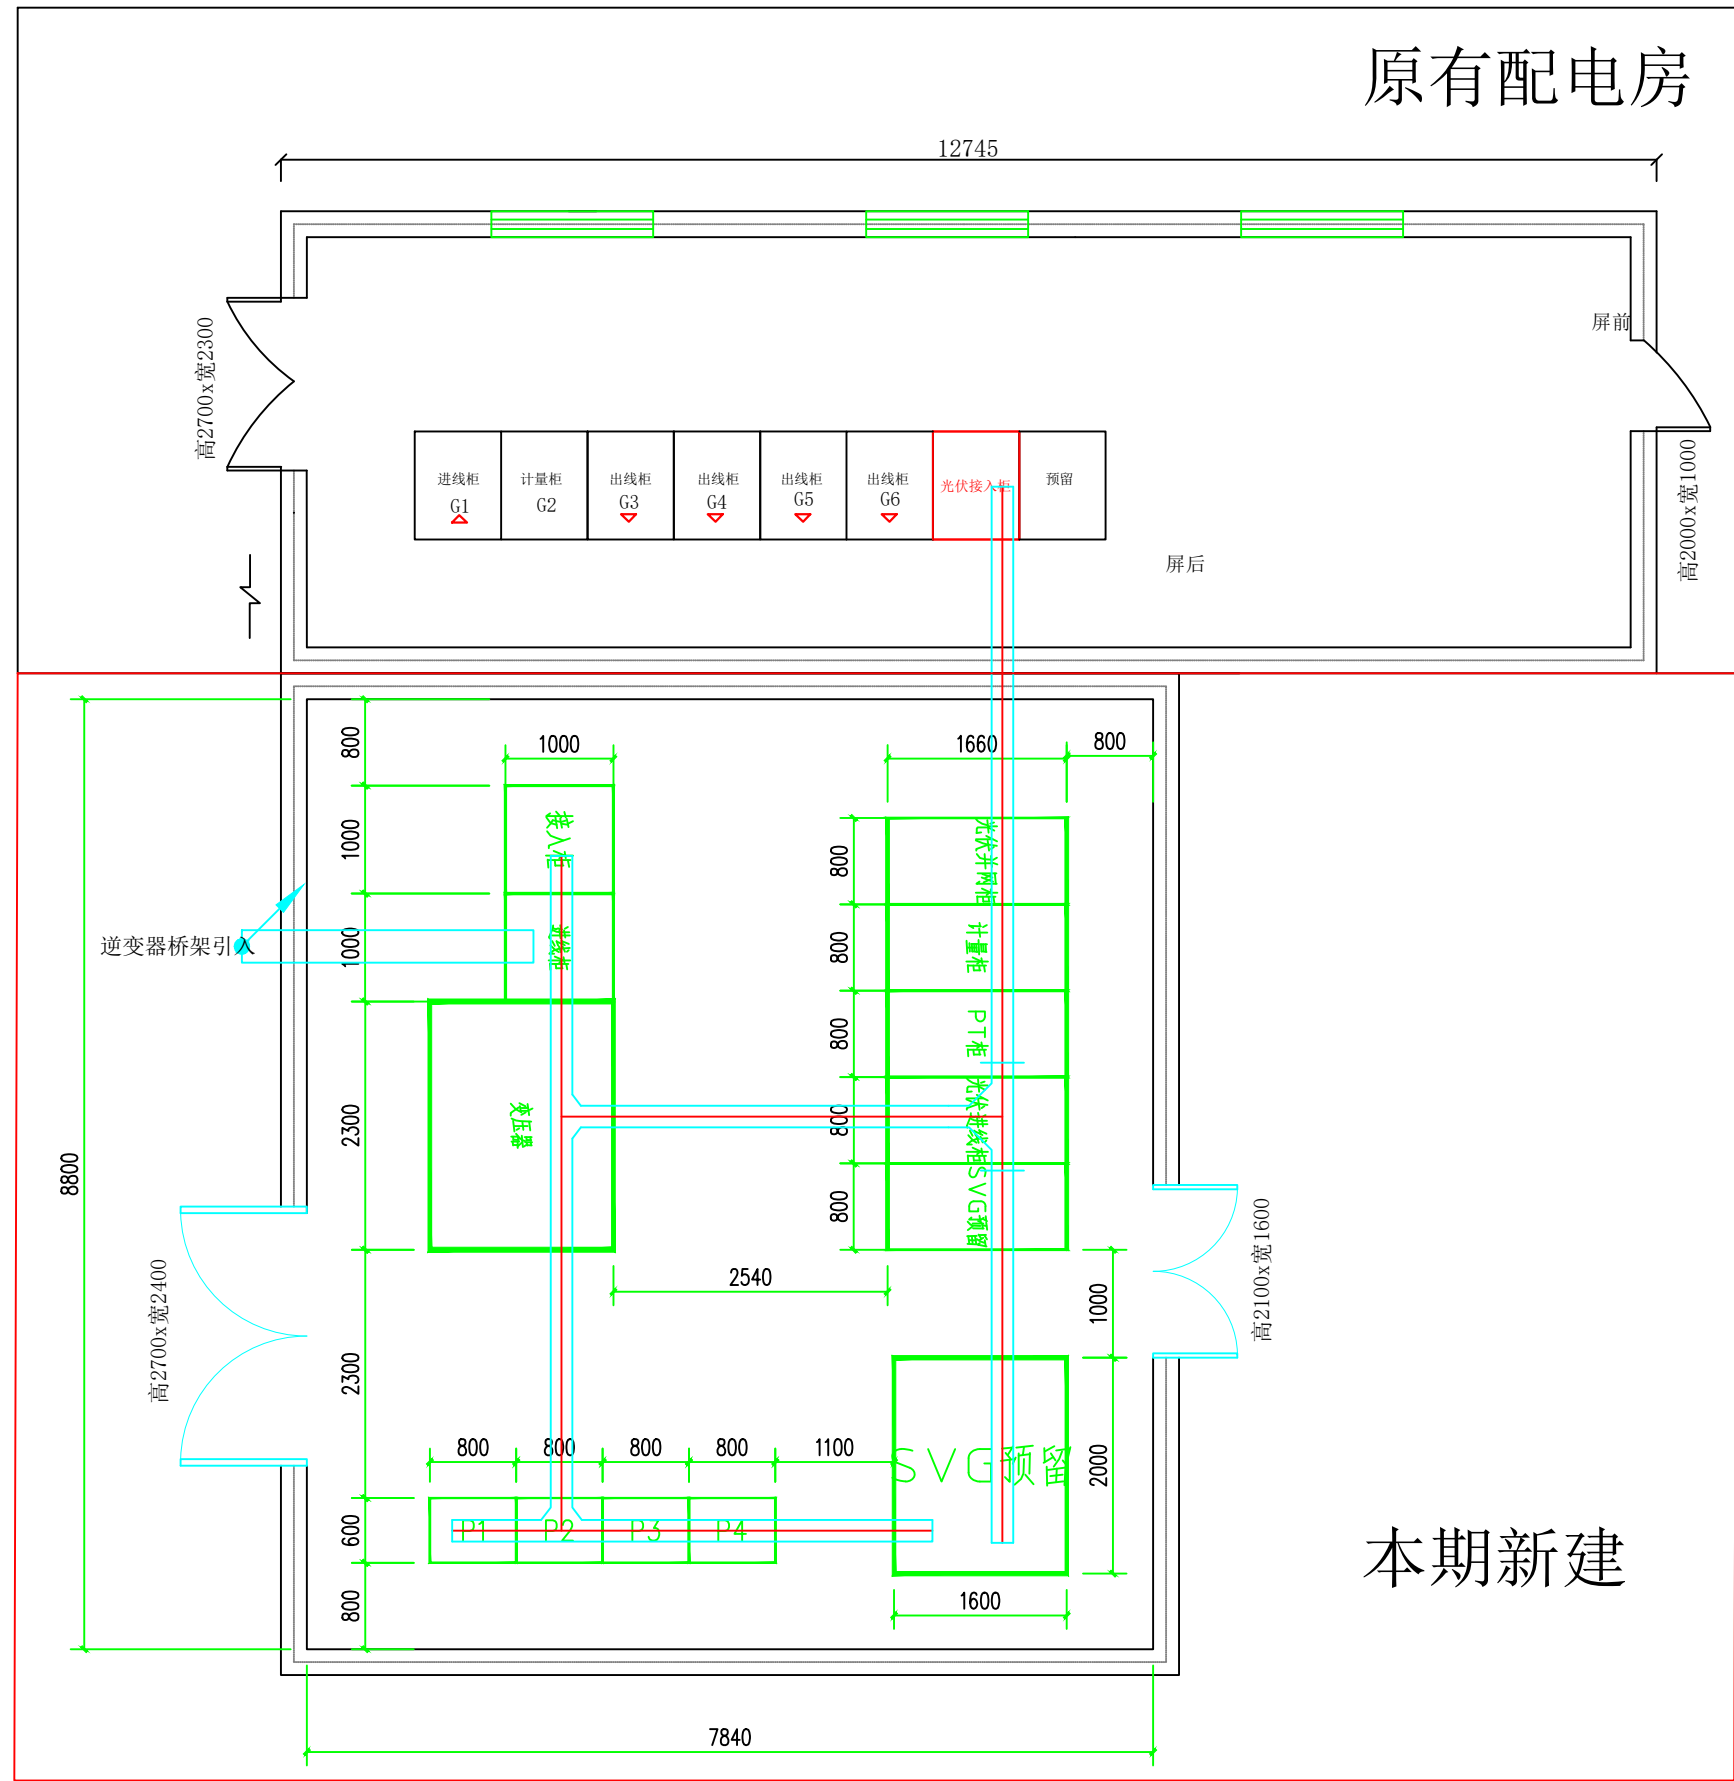 原有配电房
12745
高2700x宽2300
屏前
高2000x宽1000
进线柜
G1
计量柜
G2
出线柜
G3
出线柜
G4
出线柜
G5
出线柜
G6
光伏接入柜
预留
屏后
800
1000
1660
800
1000
接入柜
800
光伏并网柜
逆变器桥架引入
1000
进线柜
800
计量柜
800
PT柜
8800
2300
变压器
800
光伏进线柜
800
SVG预留
高2700x宽2400
2540
1000
高2100x宽1600
2300
800
800
800
800
1100
SVG预留
2000
600
P1
P2
P3
P4
800
1600
本期新建
7840